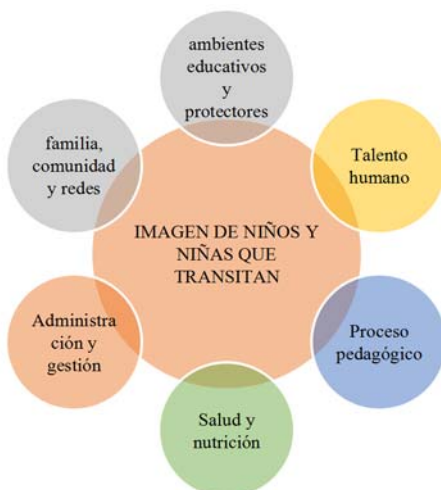 ambientes
educativos
y
protectores
Talento
humano
Proceso
pedagógico
Salud y
nutrición
Administra
ción y
gestión
familia,
comunidad
y redes
IMAGEN DE NIÑOS Y
NIÑAS QUE
TRANSITAN